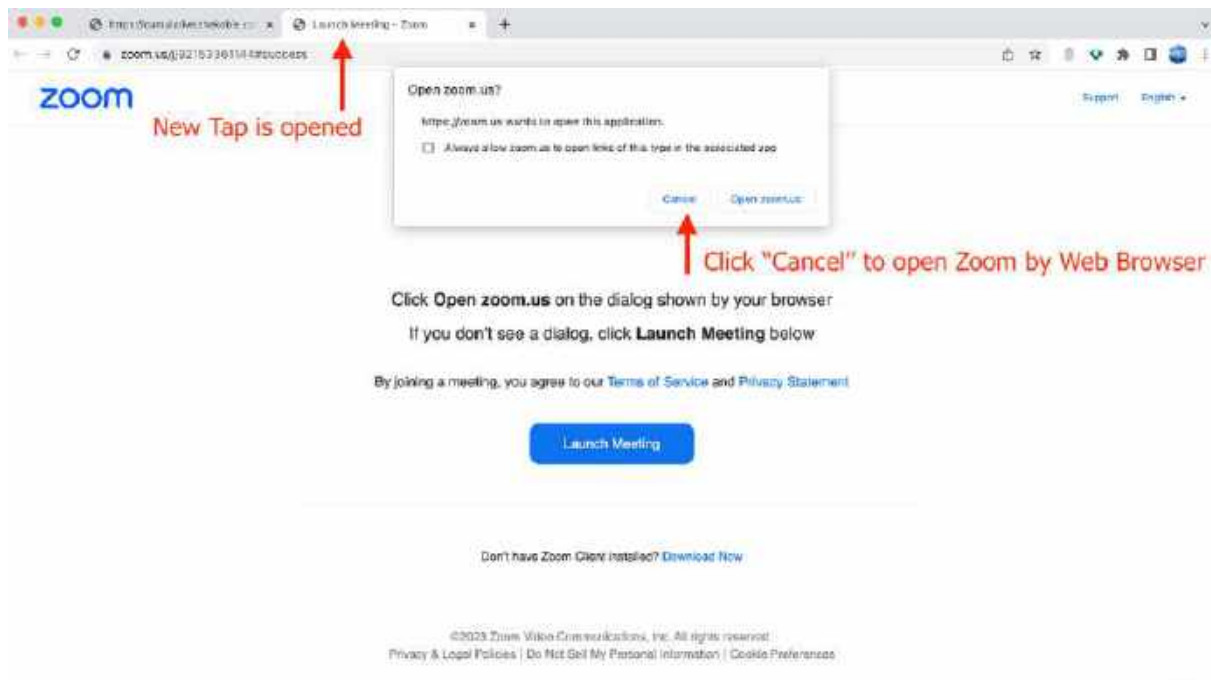 Launch Meeting - Zoom
zoom.us/j/92153361144#success
zoom
Support English
New Tap is opened
Open zoom.us?
https://zoom.us wants to open this application.
Always allow zoom.us to open links of this type in the associated app
Cancel Open zoom.us
Click “Cancel” to open Zoom by Web Browser
Click Open zoom.us on the dialog shown by your browser
If you don't see a dialog, click Launch Meeting below
By joining a meeting, you agree to our Terms of Service and Privacy Statement
Launch Meeting
Don't have Zoom Client installed? Download Now
©2023 Zoom Video Communications, Inc. All rights reserved.
Privacy & Legal Policies | Do Not Sell My Personal Information | Cookie Preferences